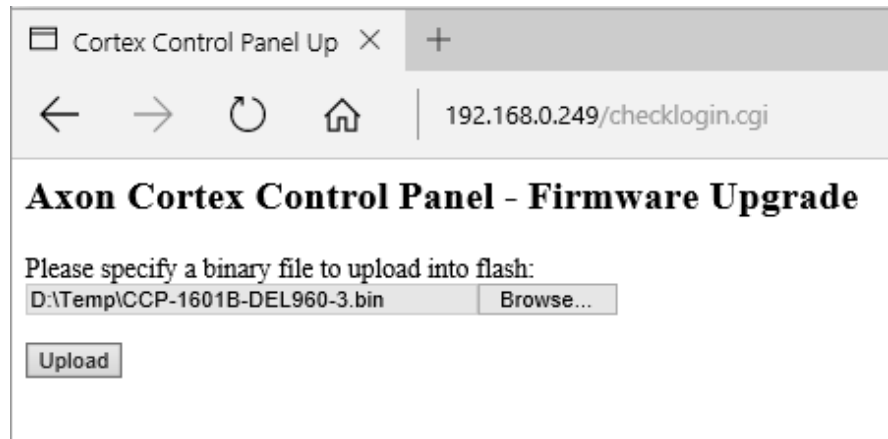 Cortex Control Panel Up
192.168.0.249/checklogin.cgi
Axon Cortex Control Panel - Firmware Upgrade
Please specify a binary file to upload into flash:
D:\Temp\CCP-1601B-DEL960-3.bin Browse...
Upload